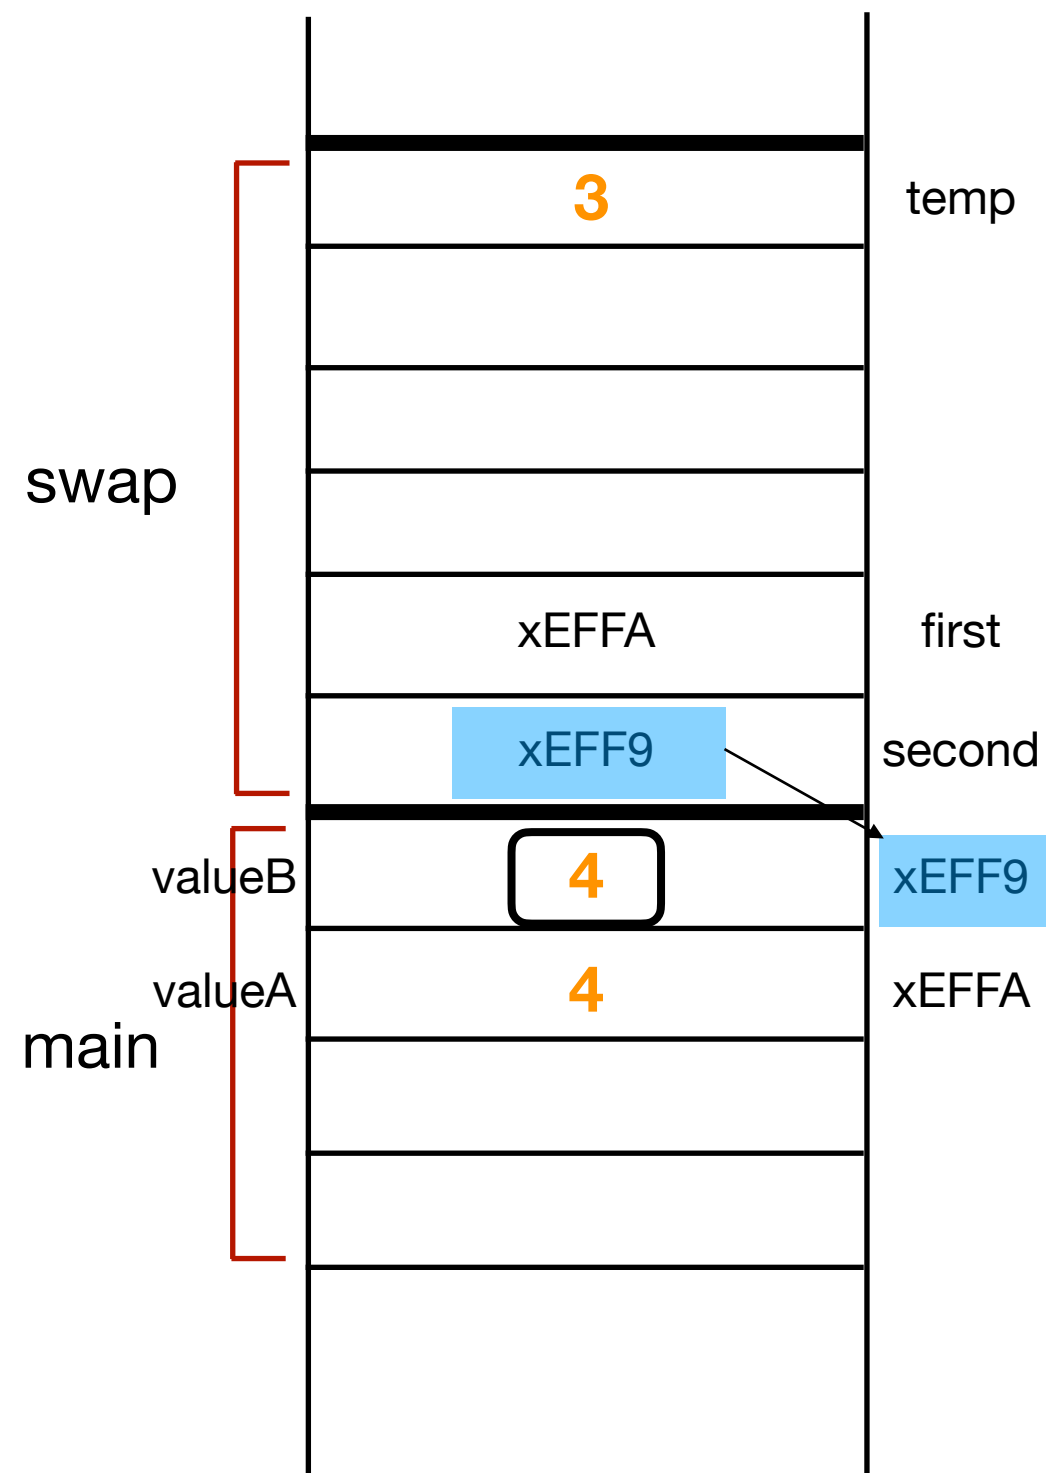 3 temp
swap
xEFFA first
xEFF9 second
valueB 4 xEFF9
valueA 4 xEFFA
main